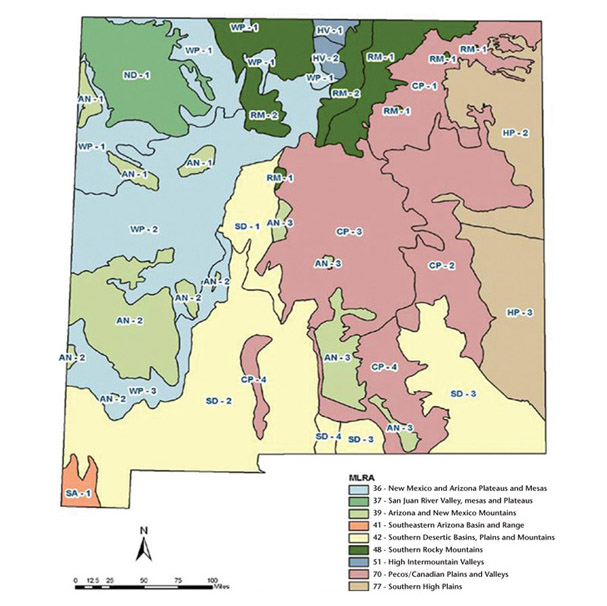 WP - 1
HV - 1
ND - 1
WP - 1
WP - 1
HV - 2
RM - 1
RM - 1
RM - 1
WP - 1
CP - 1
AN - 1
RM - 2
RM - 2
RM - 1
HP - 2
WP - 1
AN - 1
AN - 1
RM - 1
AN - 3
SD - 1
WP - 2
CP - 3
AN - 3
CP - 2
AN - 2
AN - 2
HP - 3
AN - 2
AN - 2
AN - 3
CP - 4
CP - 4
WP - 3
AN - 2
SD - 2
SD - 3
AN - 3
SD - 4
SD - 3
SA - 1
MLRA
36 - New Mexico and Arizona Plateaus and Mesas
37 - San Juan River Valley, mesas and Plateaus
39 - Arizona and New Mexico Mountains
41 - Southeastern Arizona Basin and Range
42 - Southern Desertic Basins, Plains and Mountains
48 - Southern Rocky Mountains
51 - High Intermountain Valleys
70 - Pecos/Canadian Plains and Valleys
77 - Southern High Plains
N
0 12.5 25 50 75 100
Miles